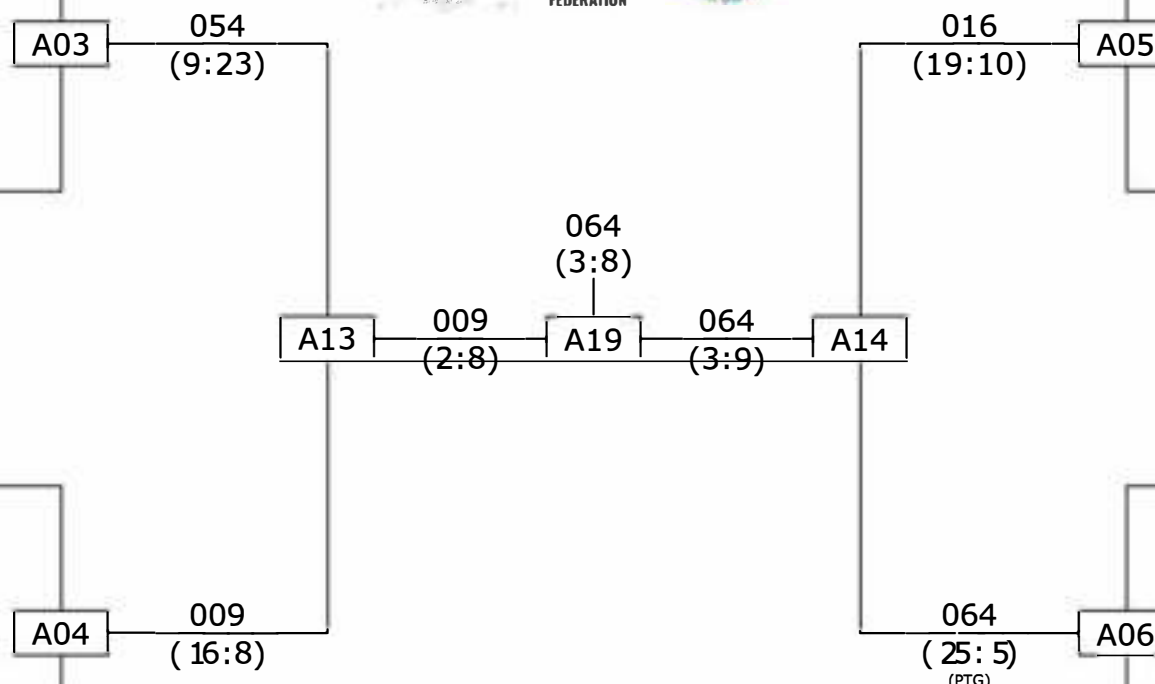 FEDERATION
054
016
A03
A05
(9:23)
(19:10)
064
(3:8)
009
064
A13
A19
A14
(2:8)
(3:9)
009
064
A04
A06
(16:8)
(25:5)
(PTG)